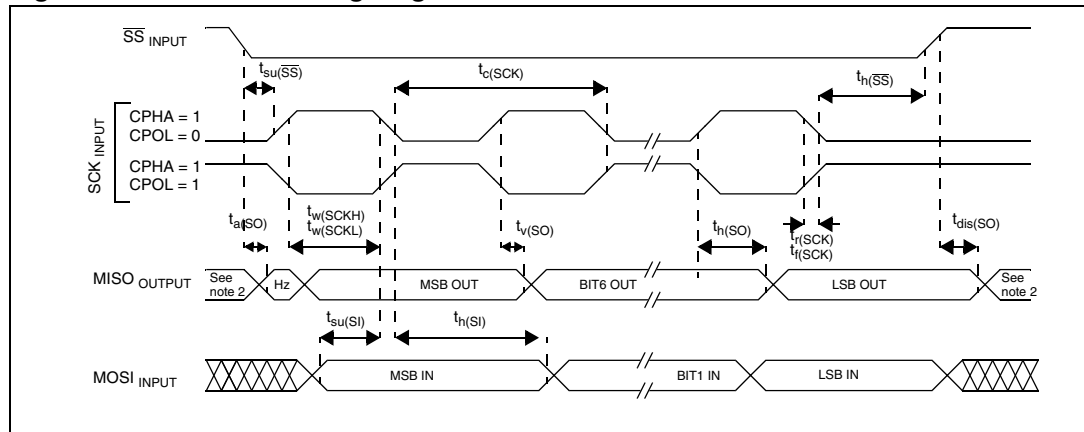 SS INPUT
tsu(SS)
tc(SCK)
th(SS)
SCK INPUT
CPHA = 1
CPOL = 0
CPHA = 1
CPOL = 1
ta(SO)
tw(SCKH)
tw(SCKL)
tv(SO)
th(SO)
tr(SCK)
tf(SCK)
tdis(SO)
MISO OUTPUT
See note 2
Hz
MSB OUT
BIT6 OUT
LSB OUT
See note 2
tsu(SI)
th(SI)
MOSI INPUT
MSB IN
BIT1 IN
LSB IN